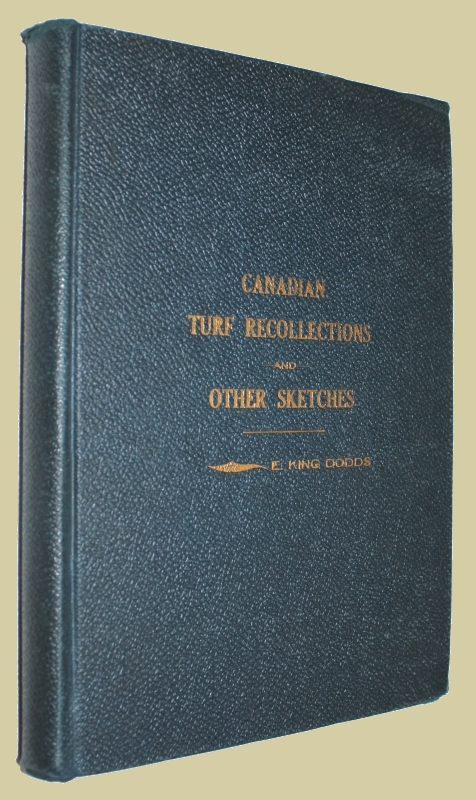 CANADIAN
TURF RECOLLECTIONS
AND
OTHER SKETCHES
E. KING DODDS